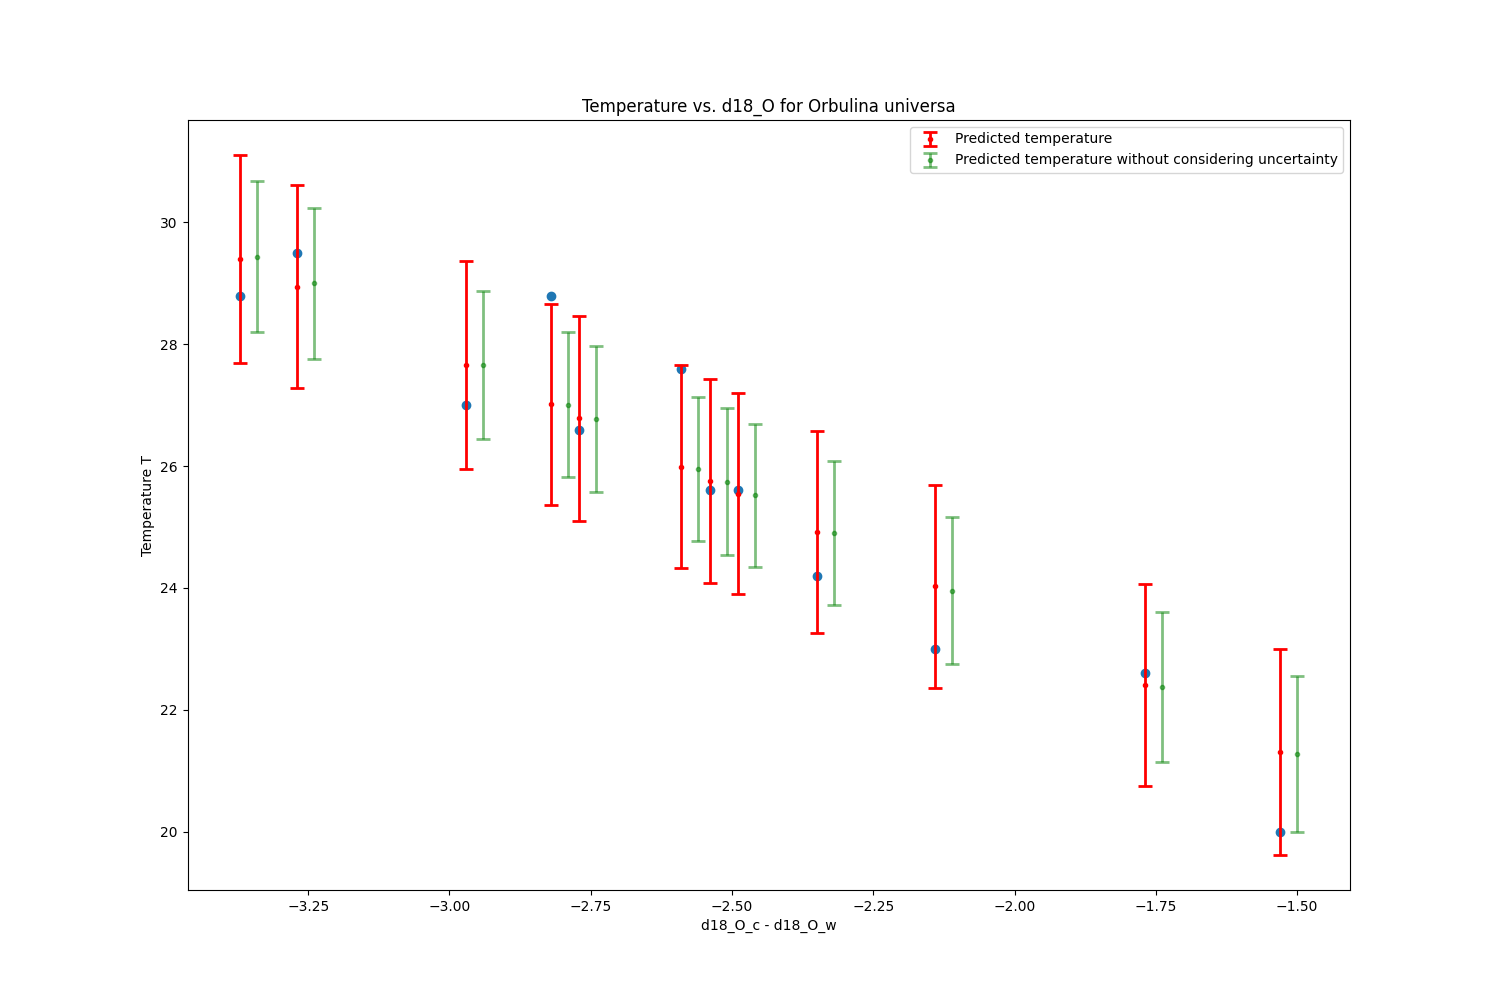 Temperature vs. d18_O for Orbulina universa
Predicted temperature
Predicted temperature without considering uncertainty
30
28
26
24
22
20
Temperature T
−3.25
−3.00
−2.75
−2.50
−2.25
−2.00
−1.75
−1.50
d18_O_c - d18_O_w